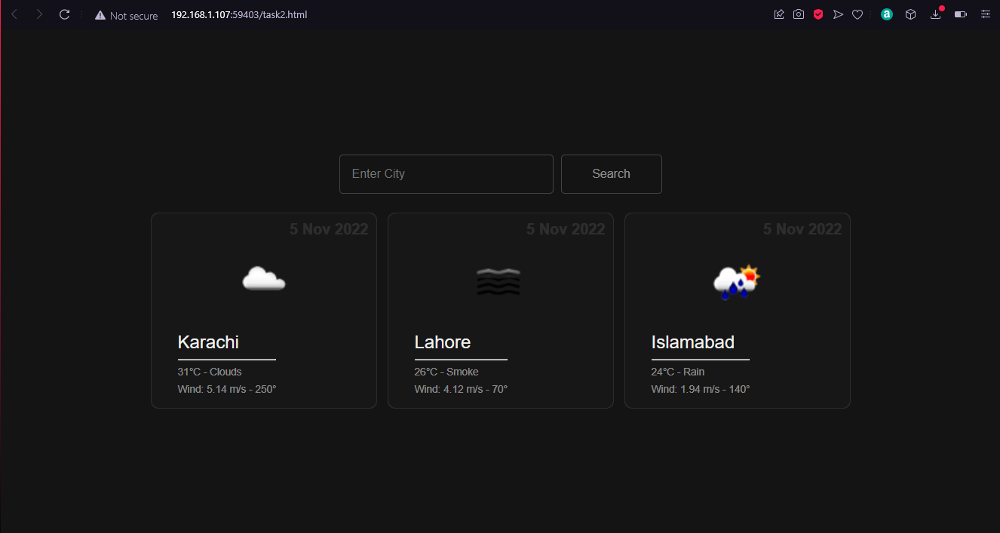 Not secure 192.168.1.107:59403/task2.html
a
Enter City Search
5 Nov 2022
Karachi
31°C - Clouds
Wind: 5.14 m/s - 250°
5 Nov 2022
Lahore
26°C - Smoke
Wind: 4.12 m/s - 70°
5 Nov 2022
Islamabad
24°C - Rain
Wind: 1.94 m/s - 140°